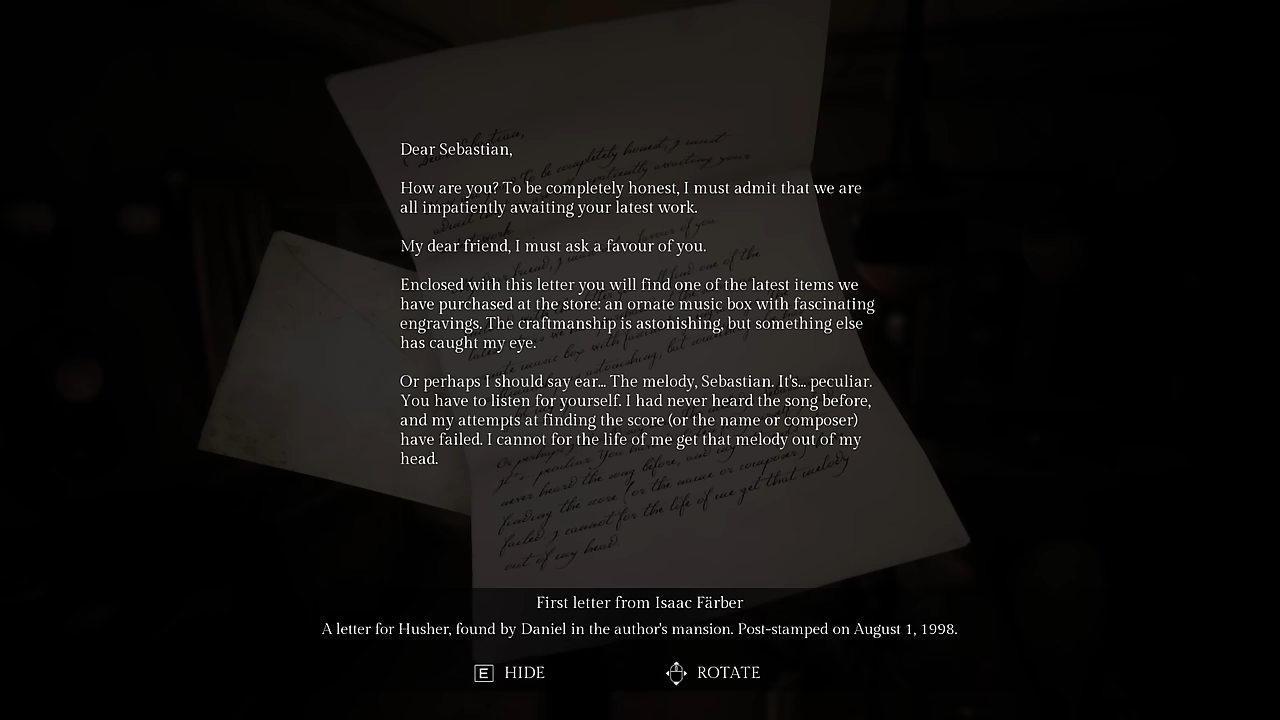 Dear Sebastian,
How are you? To be completely honest, I must admit that we are
all impatiently awaiting your latest work.
My dear friend, I must ask a favour of you.
Enclosed with this letter you will find one of the latest items we
have purchased at the store: an ornate music box with fascinating
engravings. The craftmanship is astonishing, but something else
has caught my eye.
Or perhaps I should say ear... The melody, Sebastian. It's... peculiar.
You have to listen for yourself. I had never heard the song before,
and my attempts at finding the score (or the name or composer)
have failed. I cannot for the life of me get that melody out of my
head.
First letter from Isaac Färber
A letter for Husher, found by Daniel in the author's mansion. Post-stamped on August 1, 1998.
E HIDE
ROTATE